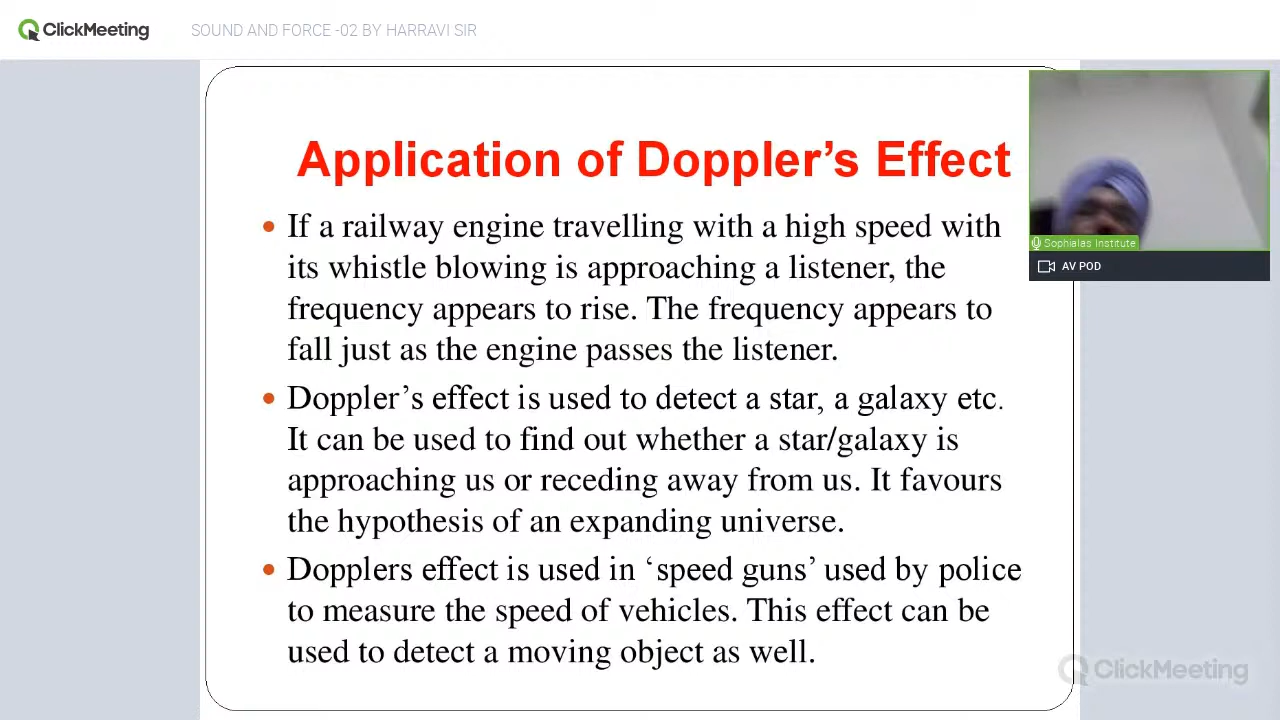 ClickMeeting
SOUND AND FORCE -02 BY HARRAVI SIR
Application of Doppler’s Effect
• If a railway engine travelling with a high speed with
its whistle blowing is approaching a listener, the
frequency appears to rise. The frequency appears to
fall just as the engine passes the listener.
• Doppler’s effect is used to detect a star, a galaxy etc.
It can be used to find out whether a star/galaxy is
approaching us or receding away from us. It favours
the hypothesis of an expanding universe.
• Dopplers effect is used in ‘speed guns’ used by police
to measure the speed of vehicles. This effect can be
used to detect a moving object as well.
Sophialas Institute
AV POD
ClickMeeting